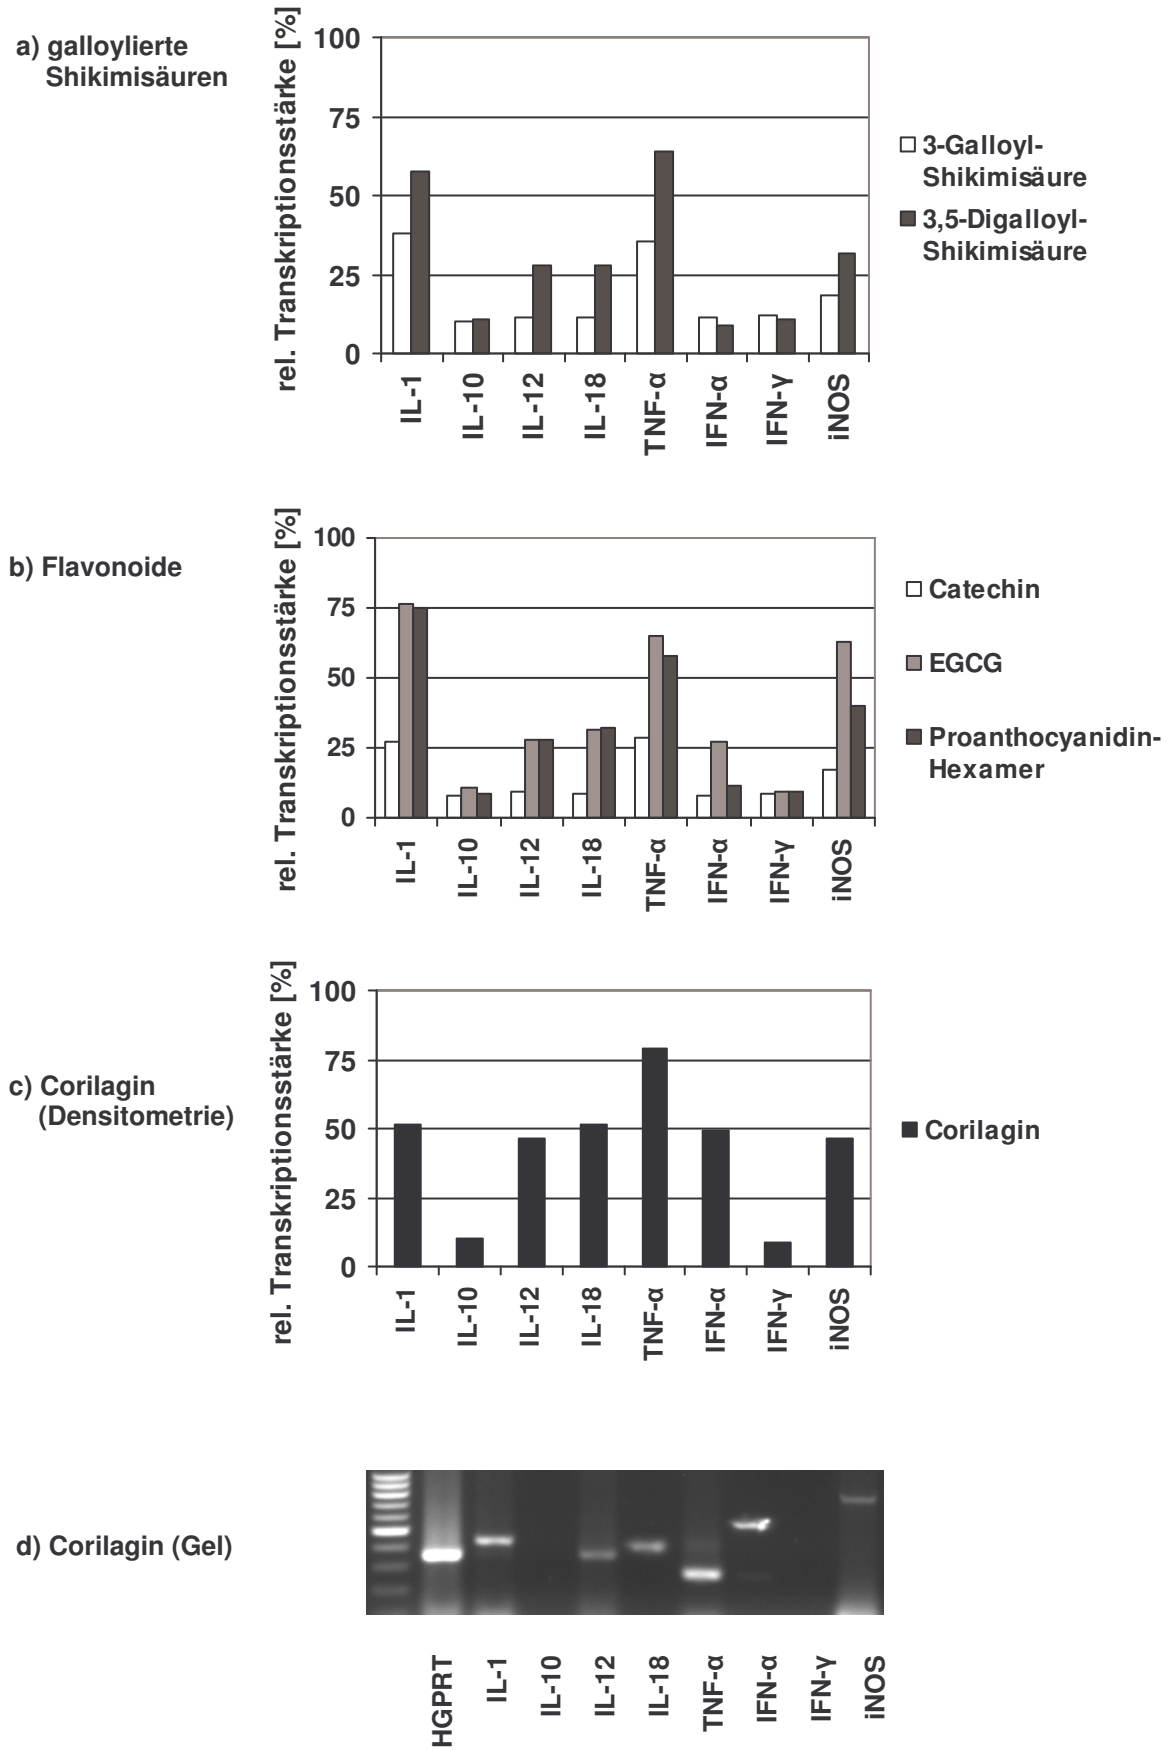 a) galloylierte
Shikimisäuren
rel. Transkriptionsstärke [%]
100
75
50
25
0
IL-1
IL-10
IL-12
IL-18
TNF-α
IFN-α
IFN-γ
iNOS
3-Galloyl-
Shikimisäure
3,5-Digalloyl-
Shikimisäure
b) Flavonoide
rel. Transkriptionsstärke [%]
100
75
50
25
0
IL-1
IL-10
IL-12
IL-18
TNF-α
IFN-α
IFN-γ
iNOS
Catechin
EGCG
Proanthocyanidin-
Hexamer
c) Corilagin
(Densitometrie)
rel. Transkriptionsstärke [%]
100
75
50
25
0
IL-1
IL-10
IL-12
IL-18
TNF-α
IFN-α
IFN-γ
iNOS
Corilagin
d) Corilagin (Gel)
HGPRT
IL-1
IL-10
IL-12
IL-18
TNF-α
IFN-α
IFN-γ
iNOS